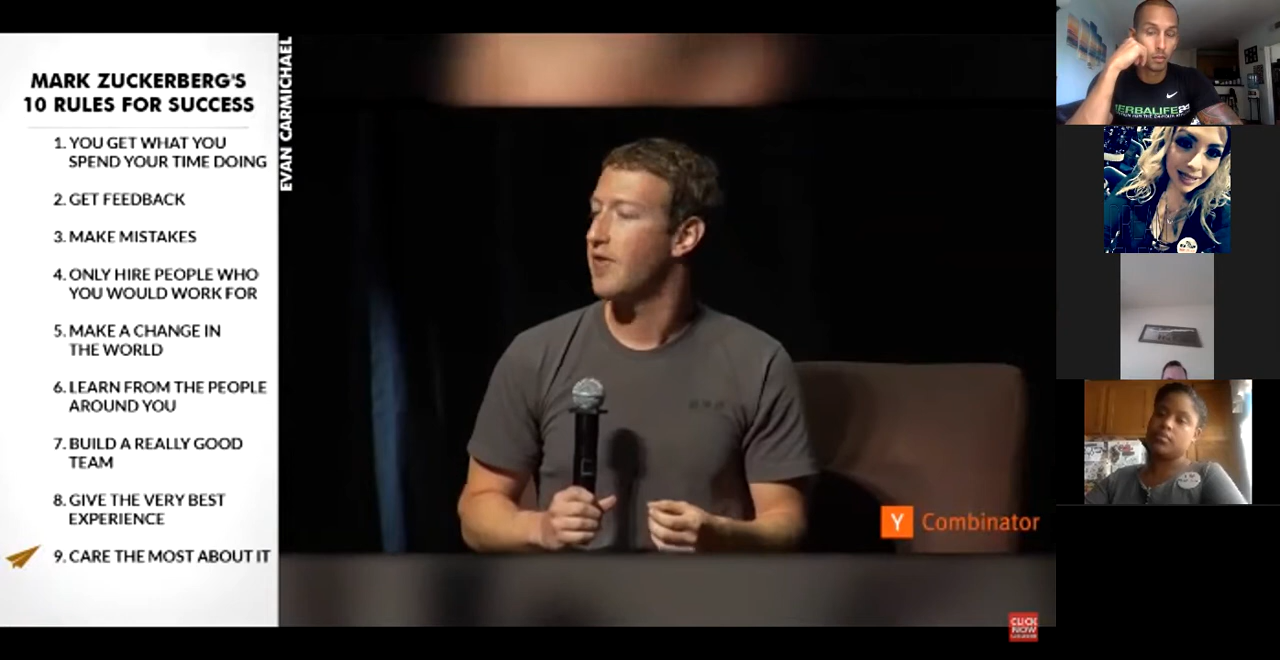 MARK ZUCKERBERG'S
10 RULES FOR SUCCESS
1. YOU GET WHAT YOU
SPEND YOUR TIME DOING
2. GET FEEDBACK
3. MAKE MISTAKES
4. ONLY HIRE PEOPLE WHO
YOU WOULD WORK FOR
5. MAKE A CHANGE IN
THE WORLD
6. LEARN FROM THE PEOPLE
AROUND YOU
7. BUILD A REALLY GOOD
TEAM
8. GIVE THE VERY BEST
EXPERIENCE
9. CARE THE MOST ABOUT IT
EVAN CARMICHAEL
Y Combinator
CLICK
NOW
ERBALIFE